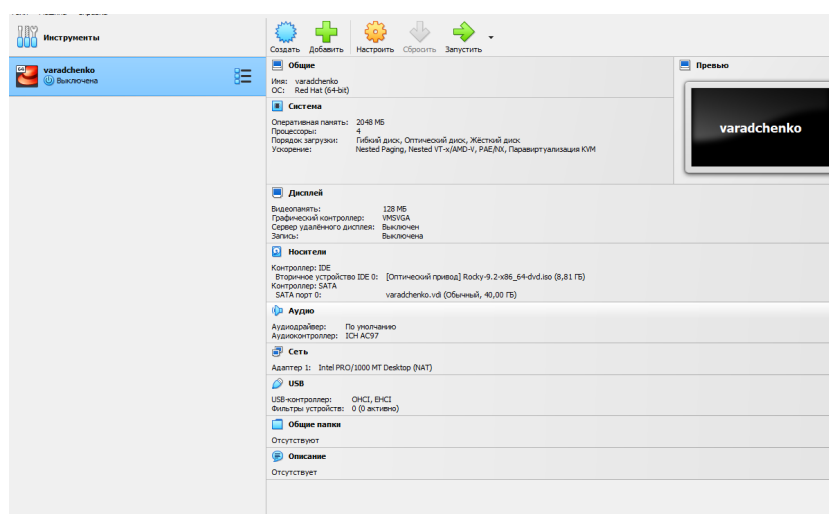 Инструменты
Создать Добавить Настроить Сбросить Запустить
varadchenko
Выключена
Общие
Имя: varadchenko
ОС: Red Hat (64-bit)
Превью
varadchenko
Система
Оперативная память: 2048 МБ
Процессоры: 4
Порядок загрузки: Гибкий диск, Оптический диск, Жёсткий диск
Ускорение: Nested Paging, Nested VT-x/AMD-V, PAE/NX, Паравиртуализация KVM
Дисплей
Видеопамять: 128 МБ
Графический контроллер: VMSVGA
Сервер удалённого дисплея: Выключен
Запись: Выключена
Носители
Контроллер: IDE
Вторичное устройство IDE 0: [Оптический привод] Rocky-9.2-x86_64-dvd.iso (8,81 ГБ)
Контроллер: SATA
SATA порт 0: varadchenko.vdi (Обычный, 40,00 ГБ)
Аудио
Аудиодрайвер: По умолчанию
Аудиоконтроллер: ICH AC97
Сеть
Адаптер 1: Intel PRO/1000 MT Desktop (NAT)
USB
USB-контроллер: OHCI, EHCI
Фильтры устройств: 0 (0 активно)
Общие папки
Отсутствуют
Описание
Отсутствует